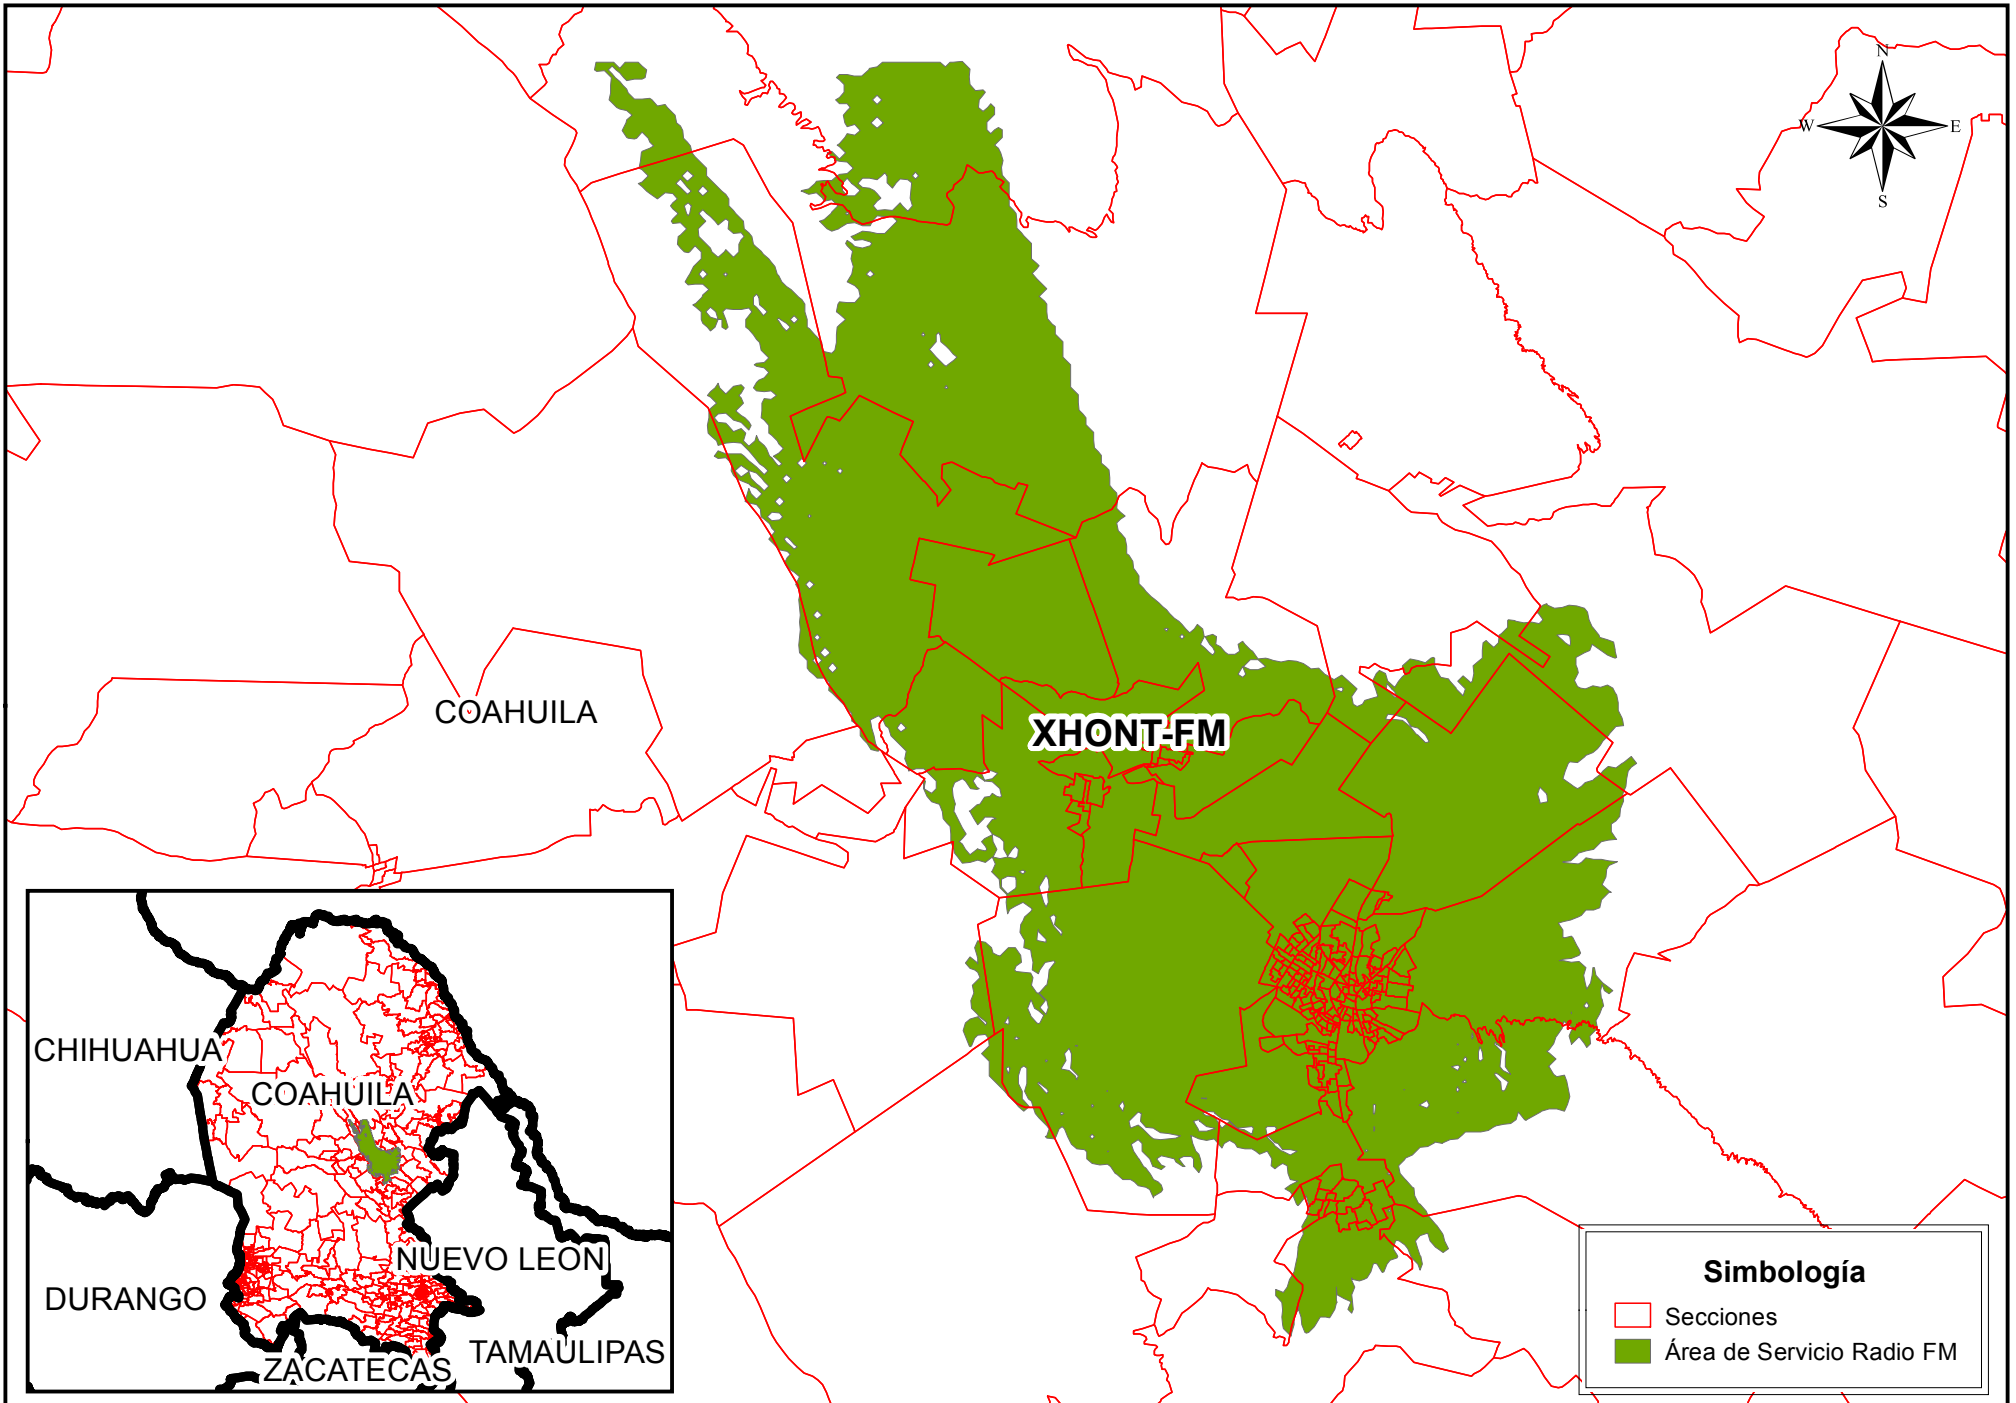 N
W
E
S
COAHUILA
XHONT-FM
CHIHUAHUA
COAHUILA
NUEVO LEON
DURANGO
TAMAULIPAS
ZACATECAS
Simbología
Secciones
Área de Servicio Radio FM